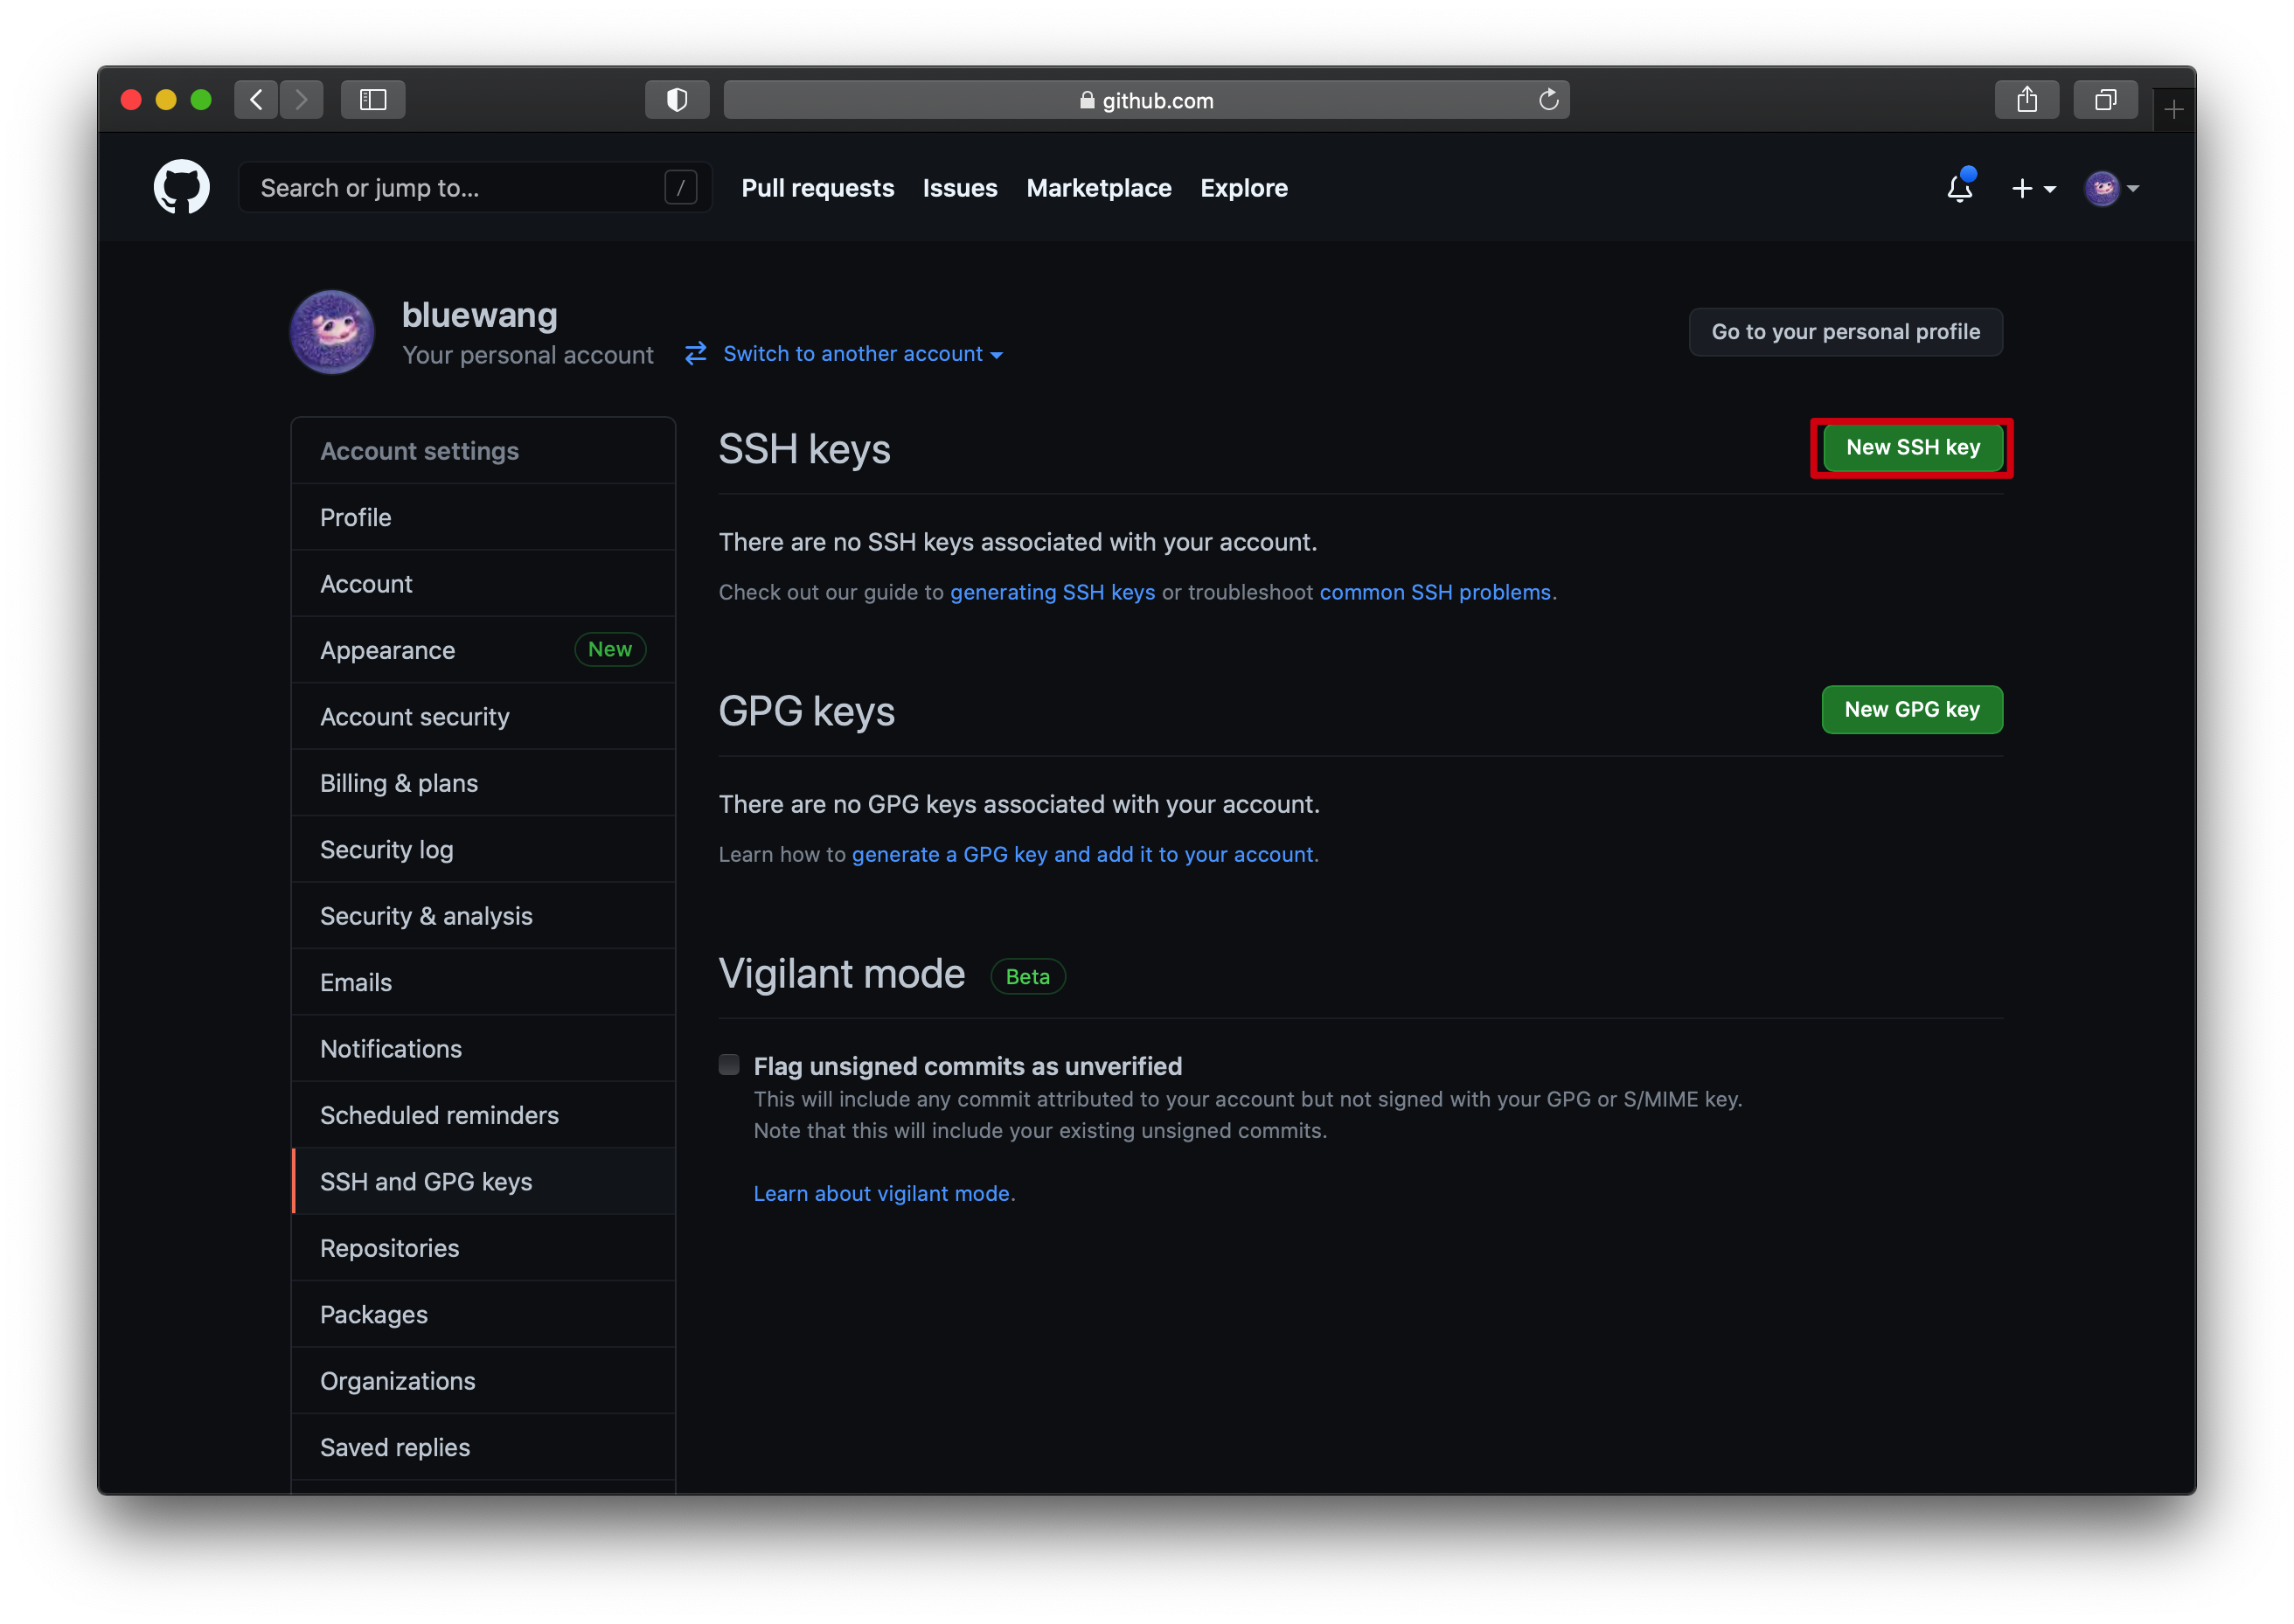 github.com
Search or jump to... /
Pull requests Issues Marketplace Explore
bluewang
Your personal account Switch to another account
Go to your personal profile
Account settings
Profile
Account
Appearance New
Account security
Billing & plans
Security log
Security & analysis
Emails
Notifications
Scheduled reminders
SSH and GPG keys
Repositories
Packages
Organizations
Saved replies
SSH keys
New SSH key
There are no SSH keys associated with your account.
Check out our guide to generating SSH keys or troubleshoot common SSH problems.
GPG keys
New GPG key
There are no GPG keys associated with your account.
Learn how to generate a GPG key and add it to your account.
Vigilant mode Beta
Flag unsigned commits as unverified
This will include any commit attributed to your account but not signed with your GPG or S/MIME key.
Note that this will include your existing unsigned commits.
Learn about vigilant mode.